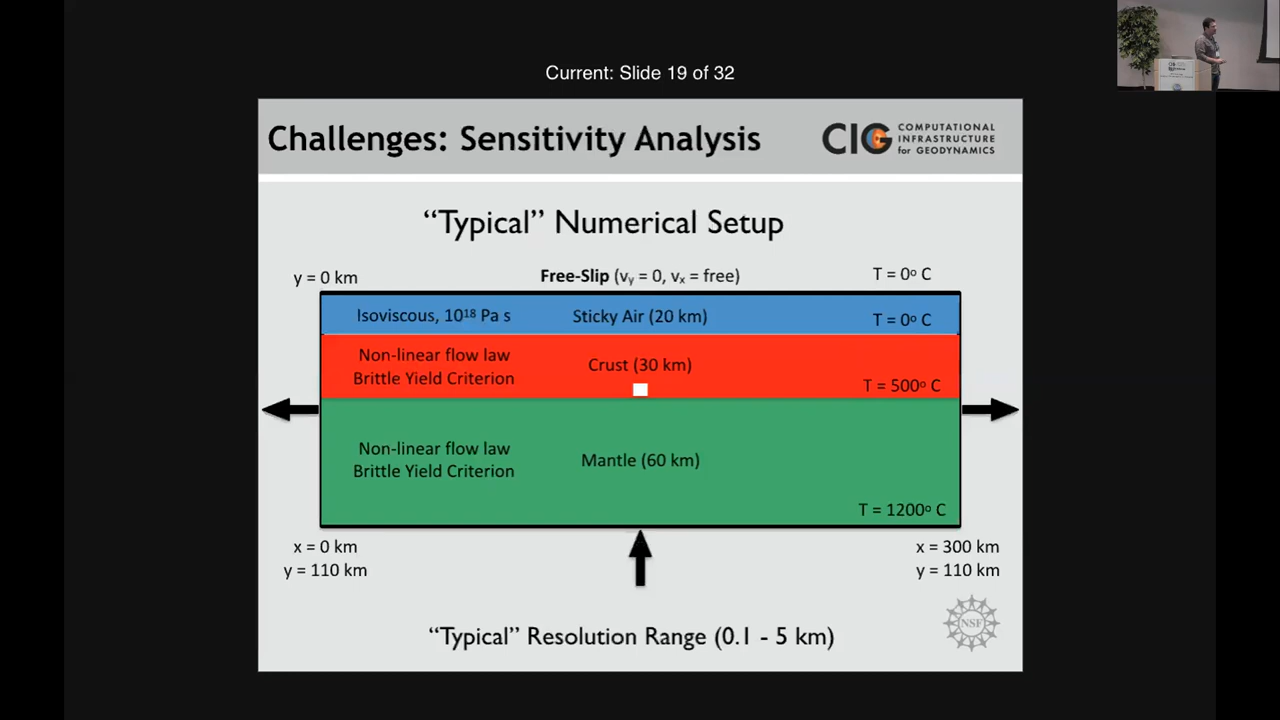 Current: Slide 19 of 32
Challenges: Sensitivity Analysis
CIG COMPUTATIONAL
INFRASTRUCTURE
for GEODYNAMICS
“Typical” Numerical Setup
y = 0 km
Free-Slip (vy = 0, vx = free)
T = 0º C
Isoviscous, 10¹⁸ Pa s
Sticky Air (20 km)
T = 0º C
Non-linear flow law
Brittle Yield Criterion
Crust (30 km)
T = 500º C
Non-linear flow law
Brittle Yield Criterion
Mantle (60 km)
T = 1200º C
x = 0 km
y = 110 km
x = 300 km
y = 110 km
“Typical” Resolution Range (0.1 - 5 km)
NSF